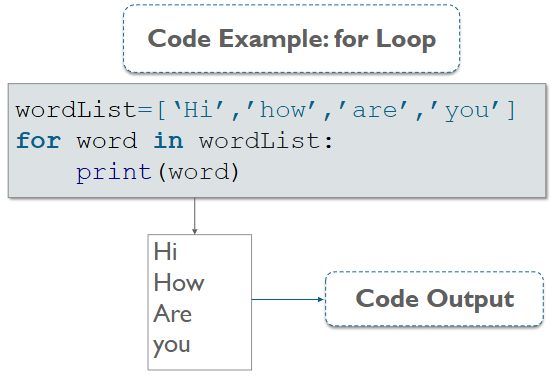 Code Example: for Loop
wordList=[‘Hi’,’how’,’are’,’you’]
for word in wordList:
    print(word)
Hi
How
Are
you
Code Output